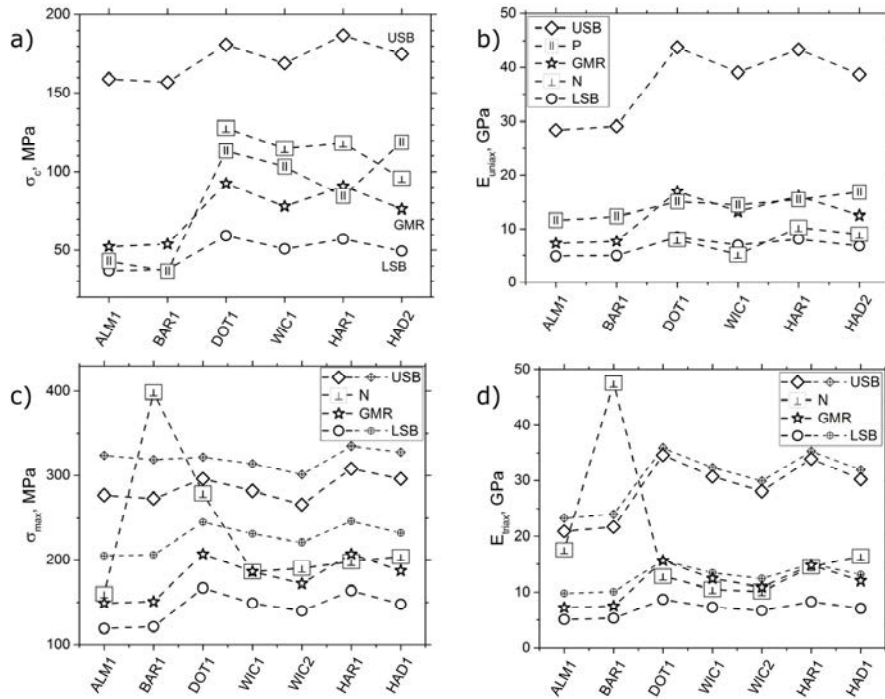 a)
σc, MPa
200
150
100
50
USB
GMR
LSB
ALM1
BAR1
DOT1
WIC1
HAR1
HAD2
b)
Euniax, GPa
50
40
30
20
10
0
USB
P
GMR
N
LSB
ALM1
BAR1
DOT1
WIC1
HAR1
HAD2
c)
σmax, MPa
400
300
200
100
USB
N
GMR
LSB
ALM1
BAR1
DOT1
WIC1
WIC2
HAR1
HAD1
d)
Etriax, GPa
50
40
30
20
10
0
USB
N
GMR
LSB
ALM1
BAR1
DOT1
WIC1
WIC2
HAR1
HAD1